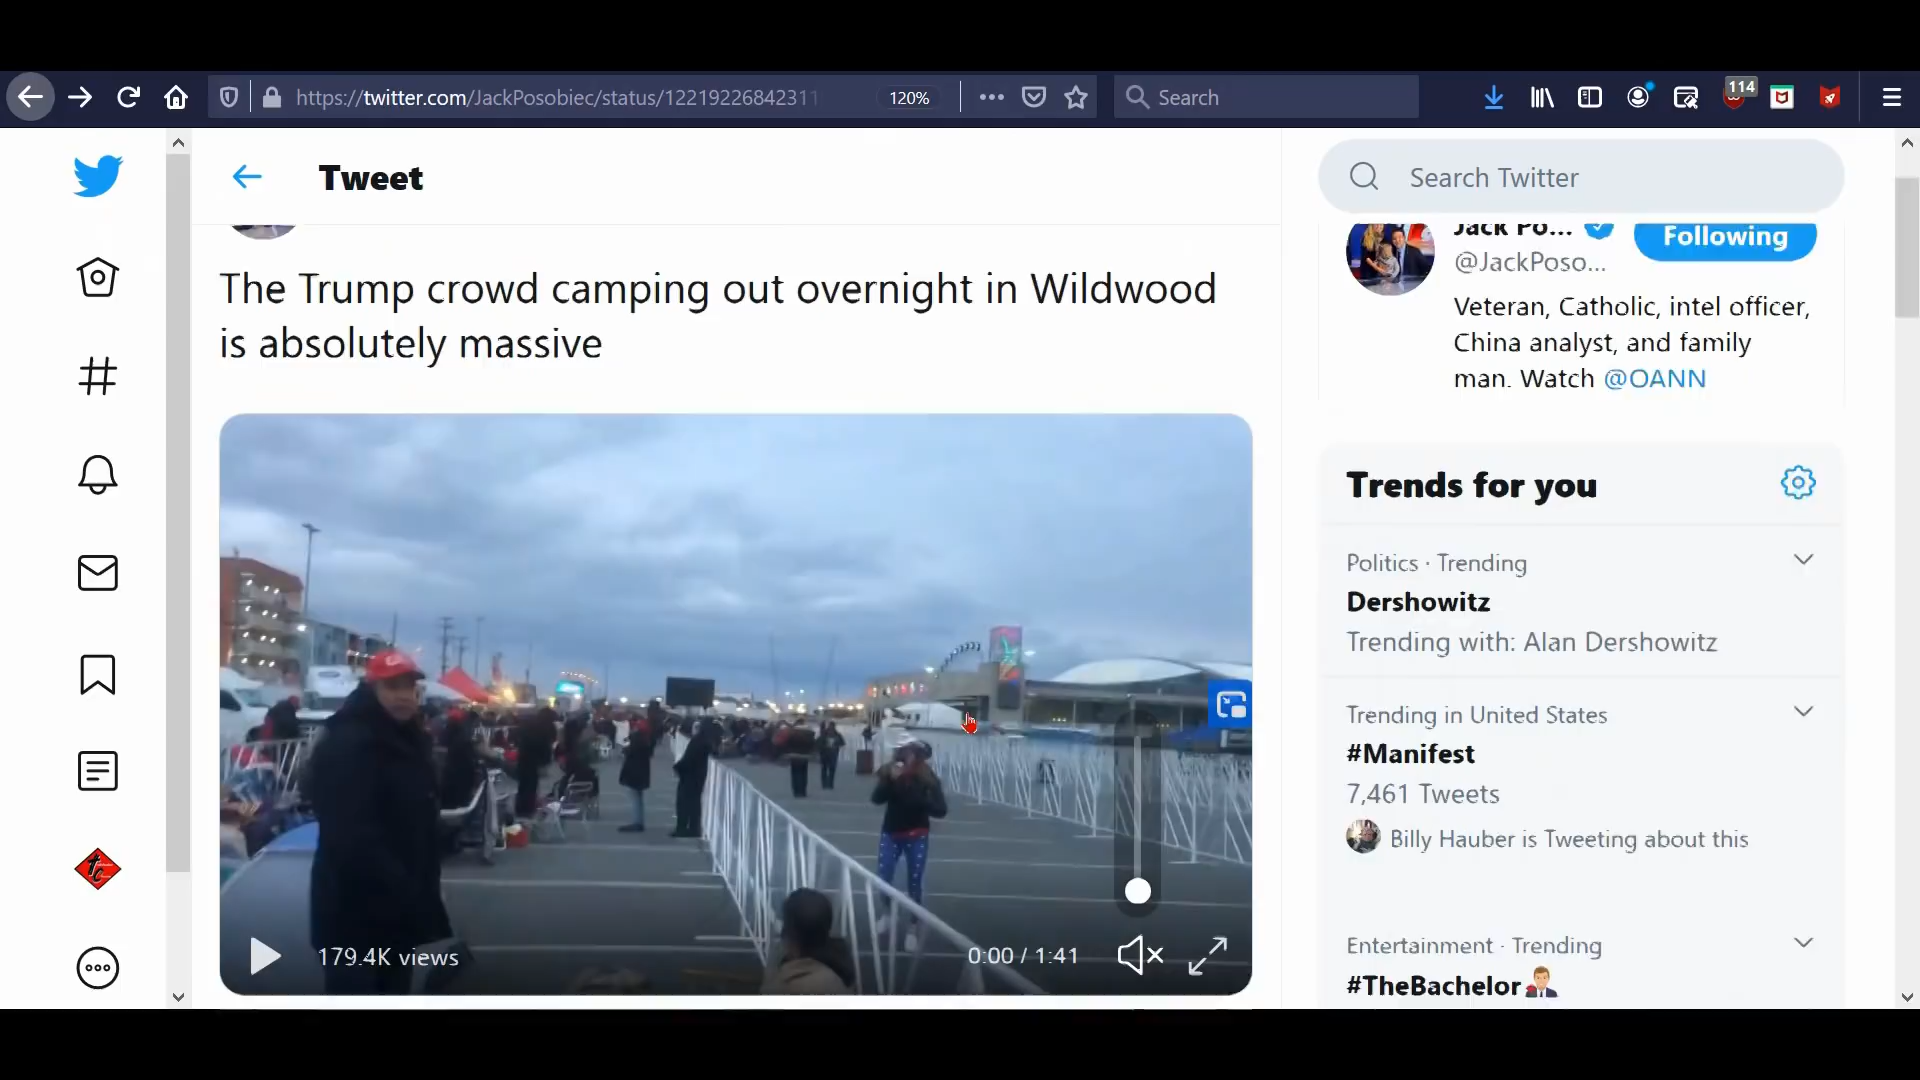 https://twitter.com/JackPosobiec/status/12219226842311
120%
Search
114
Tweet
Search Twitter
The Trump crowd camping out overnight in Wildwood
is absolutely massive
179.4K views
0:00 / 1:41
Jack Po...
Following
@JackPoso...
Veteran, Catholic, intel officer,
China analyst, and family
man. Watch @OANN
Trends for you
Politics · Trending
Dershowitz
Trending with: Alan Dershowitz
Trending in United States
#Manifest
7,461 Tweets
Billy Hauber is Tweeting about this
Entertainment · Trending
#TheBachelor